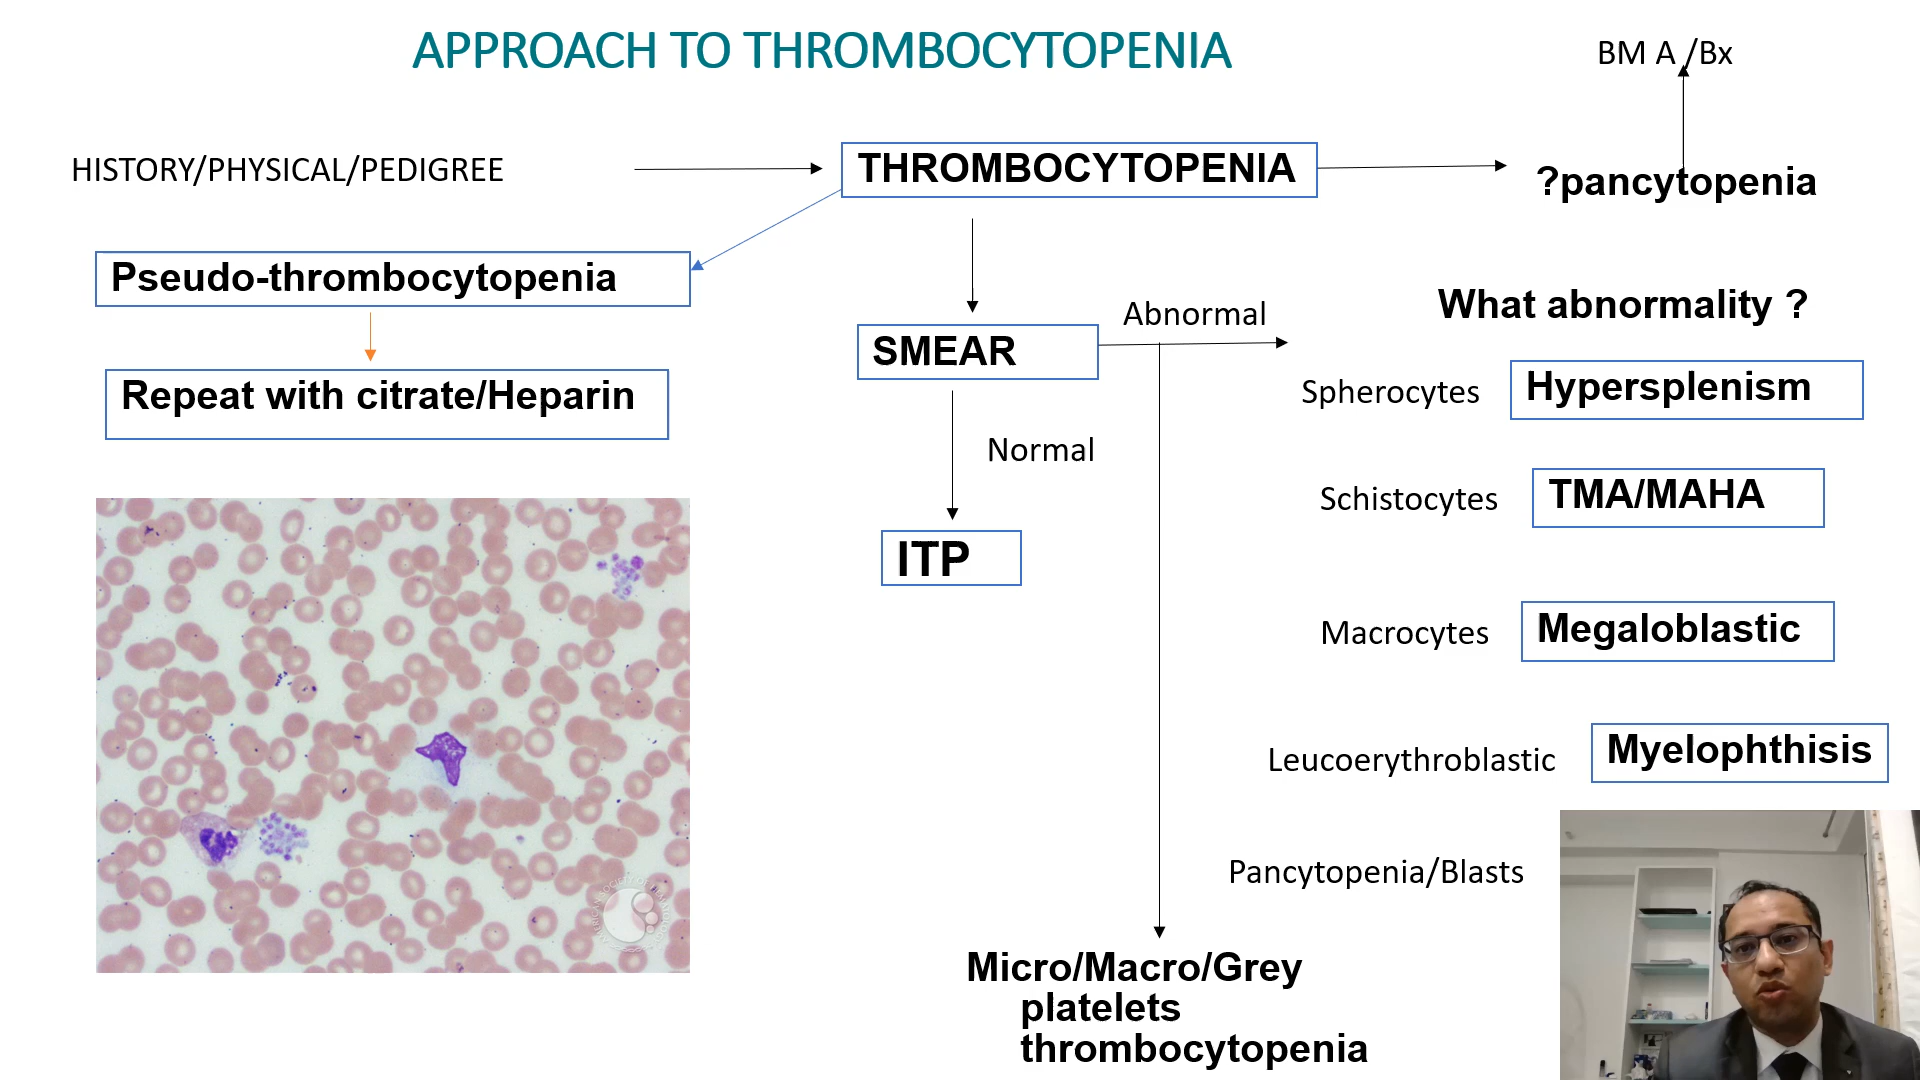 APPROACH TO THROMBOCYTOPENIA
BM A /Bx
HISTORY/PHYSICAL/PEDIGREE
THROMBOCYTOPENIA
?pancytopenia
Pseudo-thrombocytopenia
What abnormality ?
Abnormal
SMEAR
Repeat with citrate/Heparin
Spherocytes
Hypersplenism
Normal
Schistocytes
TMA/MAHA
ITP
Macrocytes
Megaloblastic
Leucoerythroblastic
Myelophthisis
Pancytopenia/Blasts
Micro/Macro/Grey
platelets
thrombocytopenia